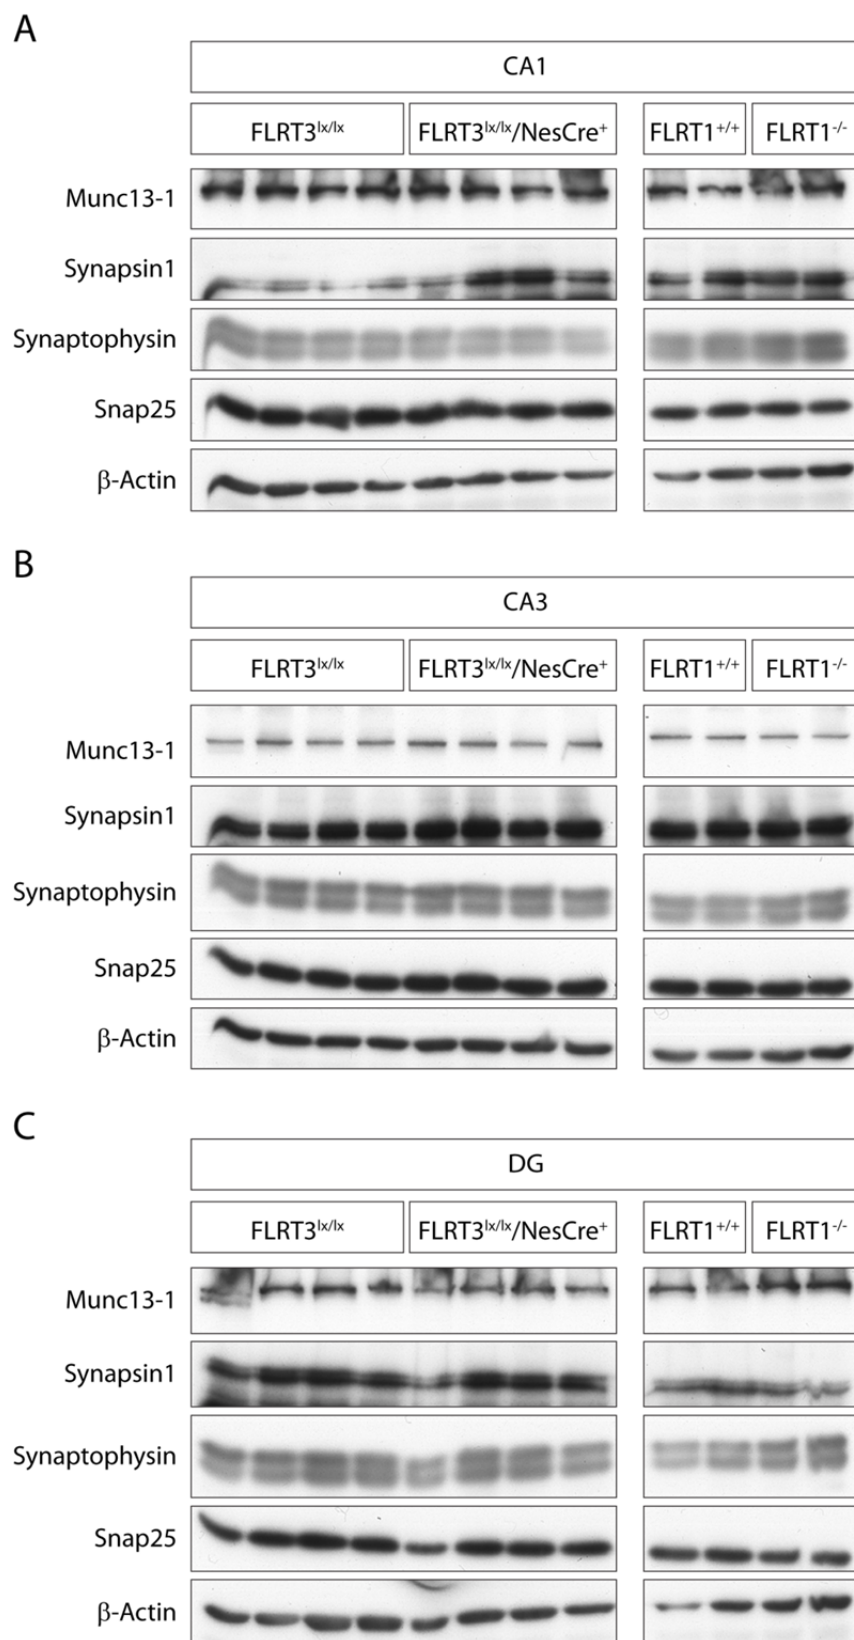 A
CA1
FLRT3lx/lx FLRT3lx/lx/NesCre+ FLRT1+/+ FLRT1-/-
Munc13-1
Synapsin1
Synaptophysin
Snap25
β-Actin
B
CA3
FLRT3lx/lx FLRT3lx/lx/NesCre+ FLRT1+/+ FLRT1-/-
Munc13-1
Synapsin1
Synaptophysin
Snap25
β-Actin
C
DG
FLRT3lx/lx FLRT3lx/lx/NesCre+ FLRT1+/+ FLRT1-/-
Munc13-1
Synapsin1
Synaptophysin
Snap25
β-Actin